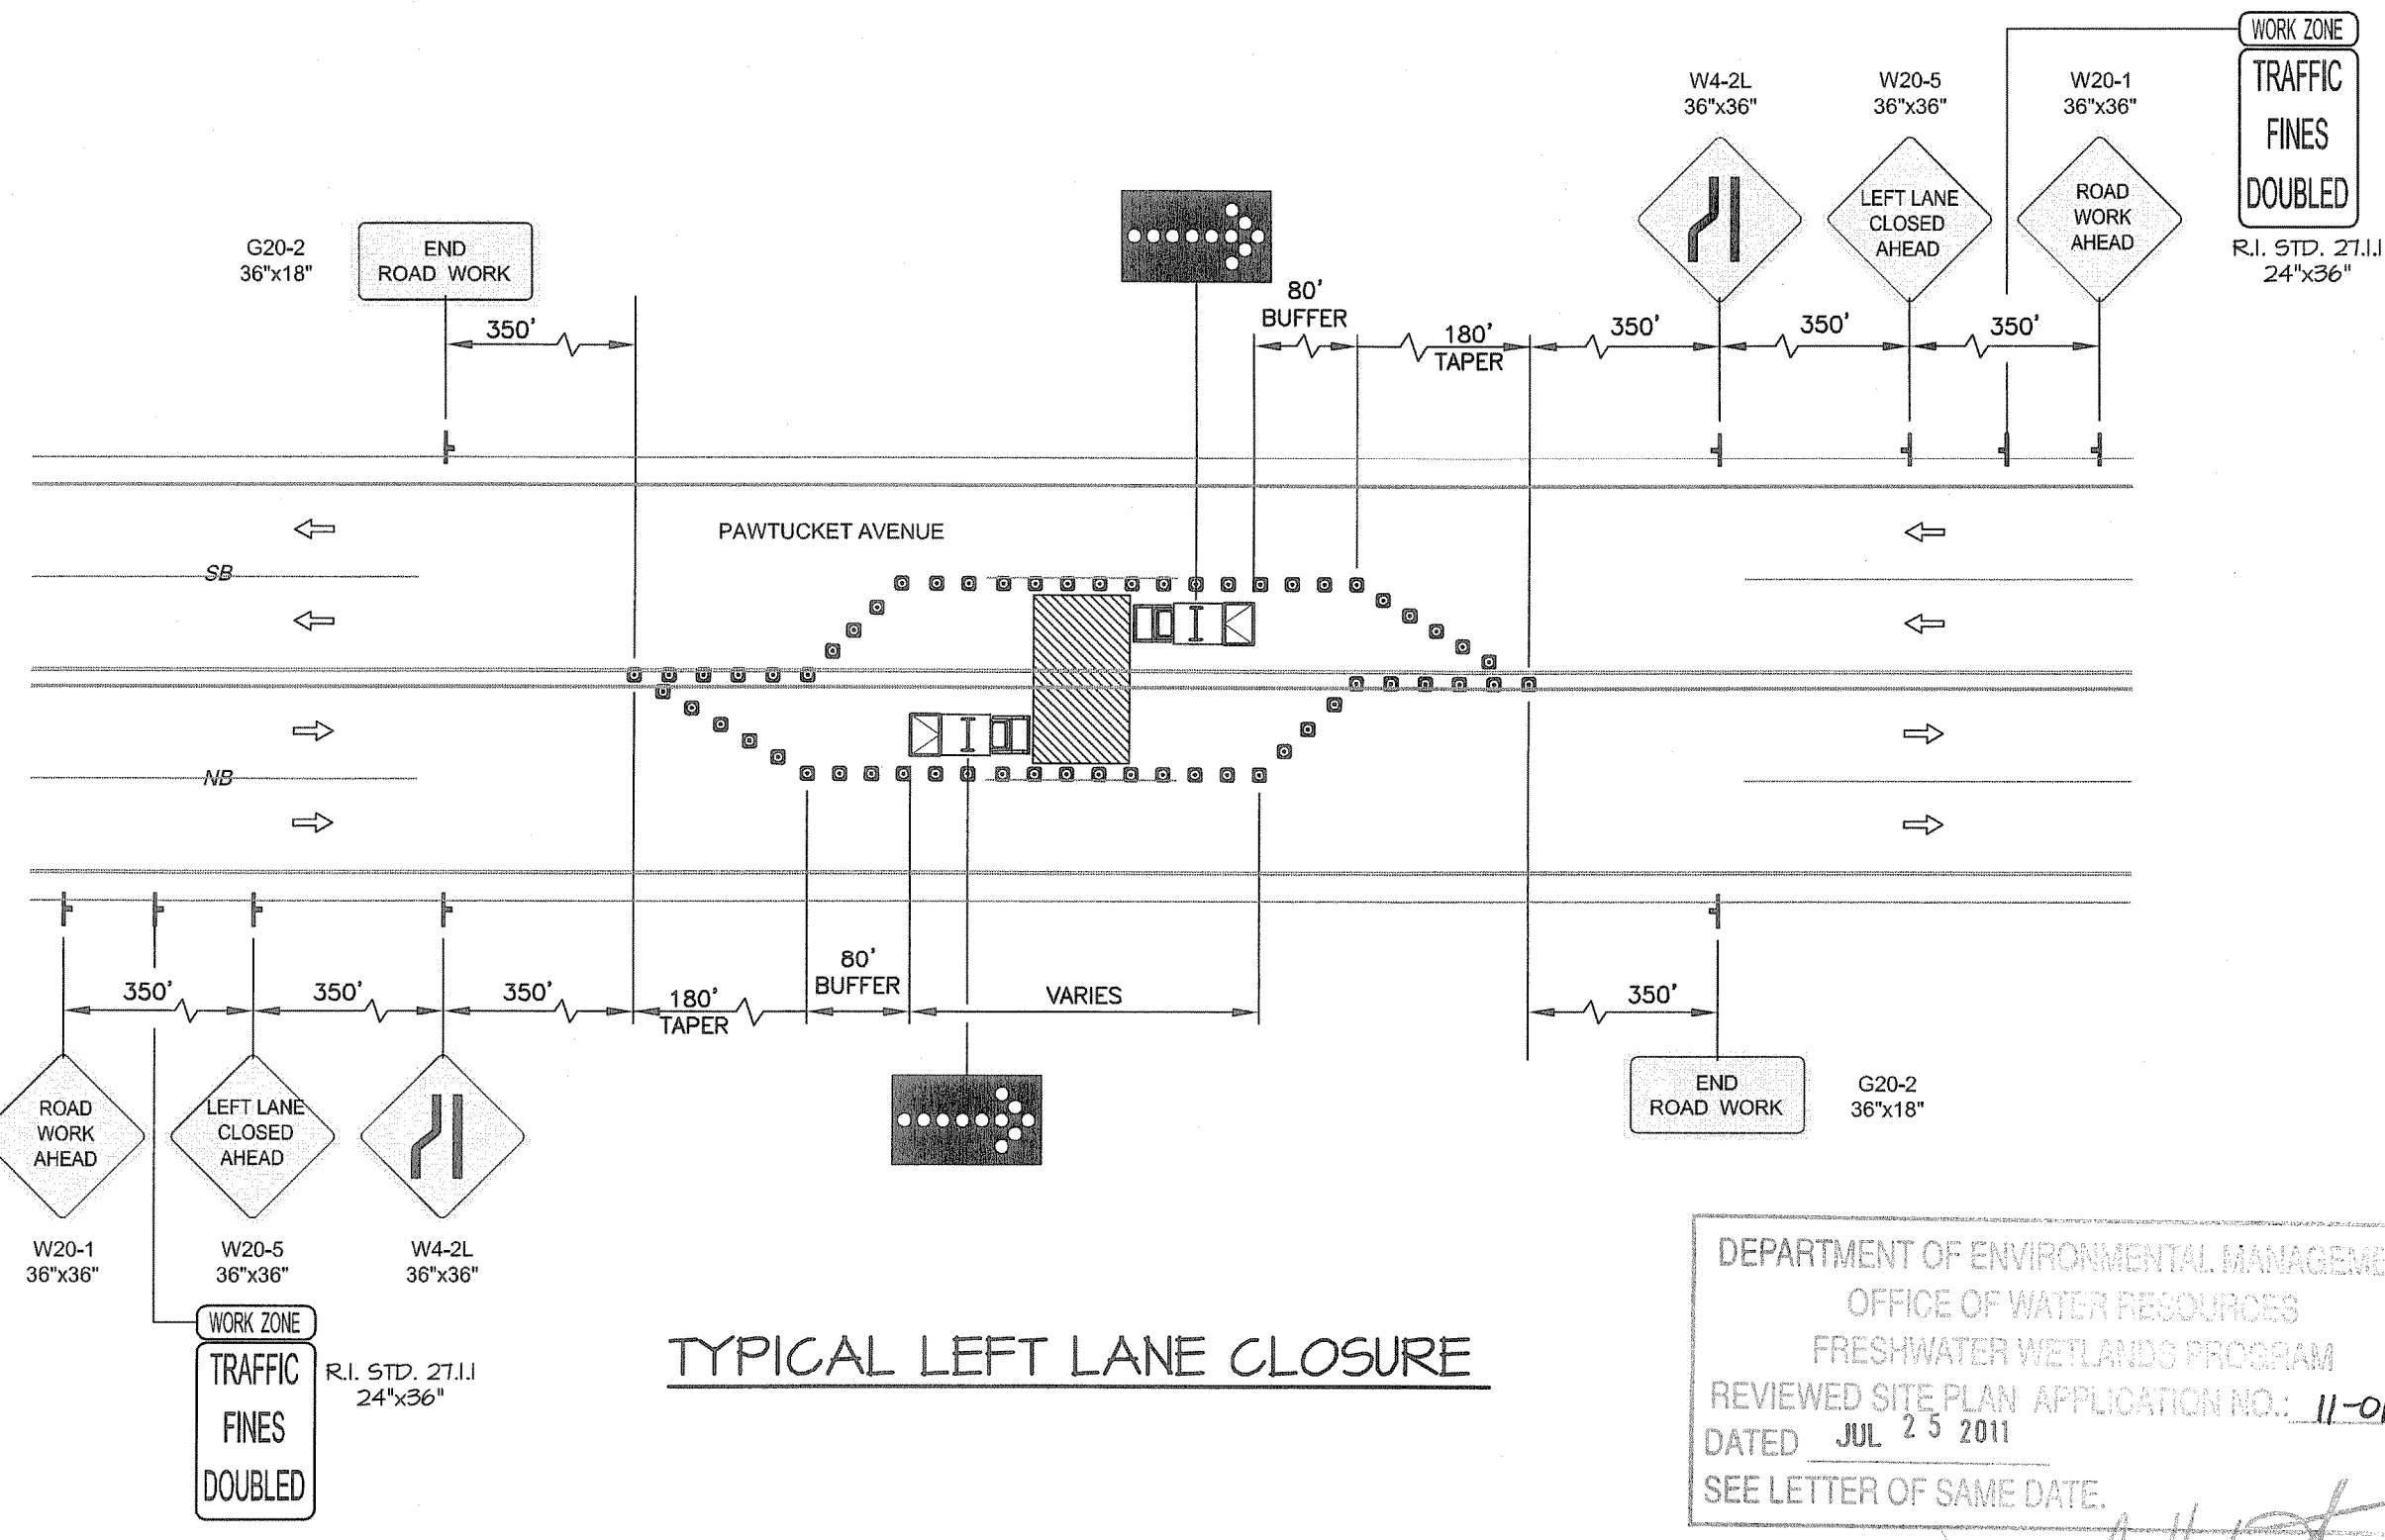 WORK ZONE
TRAFFIC
FINES
DOUBLED
R.I. STD. 27.1.1
24"x36"
W4-2L
36"x36"
W20-5
36"x36"
W20-1
36"x36"
LEFT LANE
CLOSED
AHEAD
ROAD
WORK
AHEAD
G20-2
36"x18"
END
ROAD WORK
350'
80'
BUFFER
180'
TAPER
350'
350'
350'
PAWTUCKET AVENUE
SB
NB
350'
350'
350'
180'
TAPER
80'
BUFFER
VARIES
350'
ROAD
WORK
AHEAD
LEFT LANE
CLOSED
AHEAD
END
ROAD WORK
G20-2
36"x18"
W20-1
36"x36"
W20-5
36"x36"
W4-2L
36"x36"
WORK ZONE
TRAFFIC
FINES
DOUBLED
R.I. STD. 27.1.1
24"x36"
TYPICAL LEFT LANE CLOSURE
DEPARTMENT OF ENVIRONMENTAL MANAGEME
OFFICE OF WATER RESOURCES
FRESHWATER WETLANDS PROGRAM
REVIEWED SITE PLAN APPLICATION NO.: 11-01
DATED JUL 25 2011
SEE LETTER OF SAME DATE.